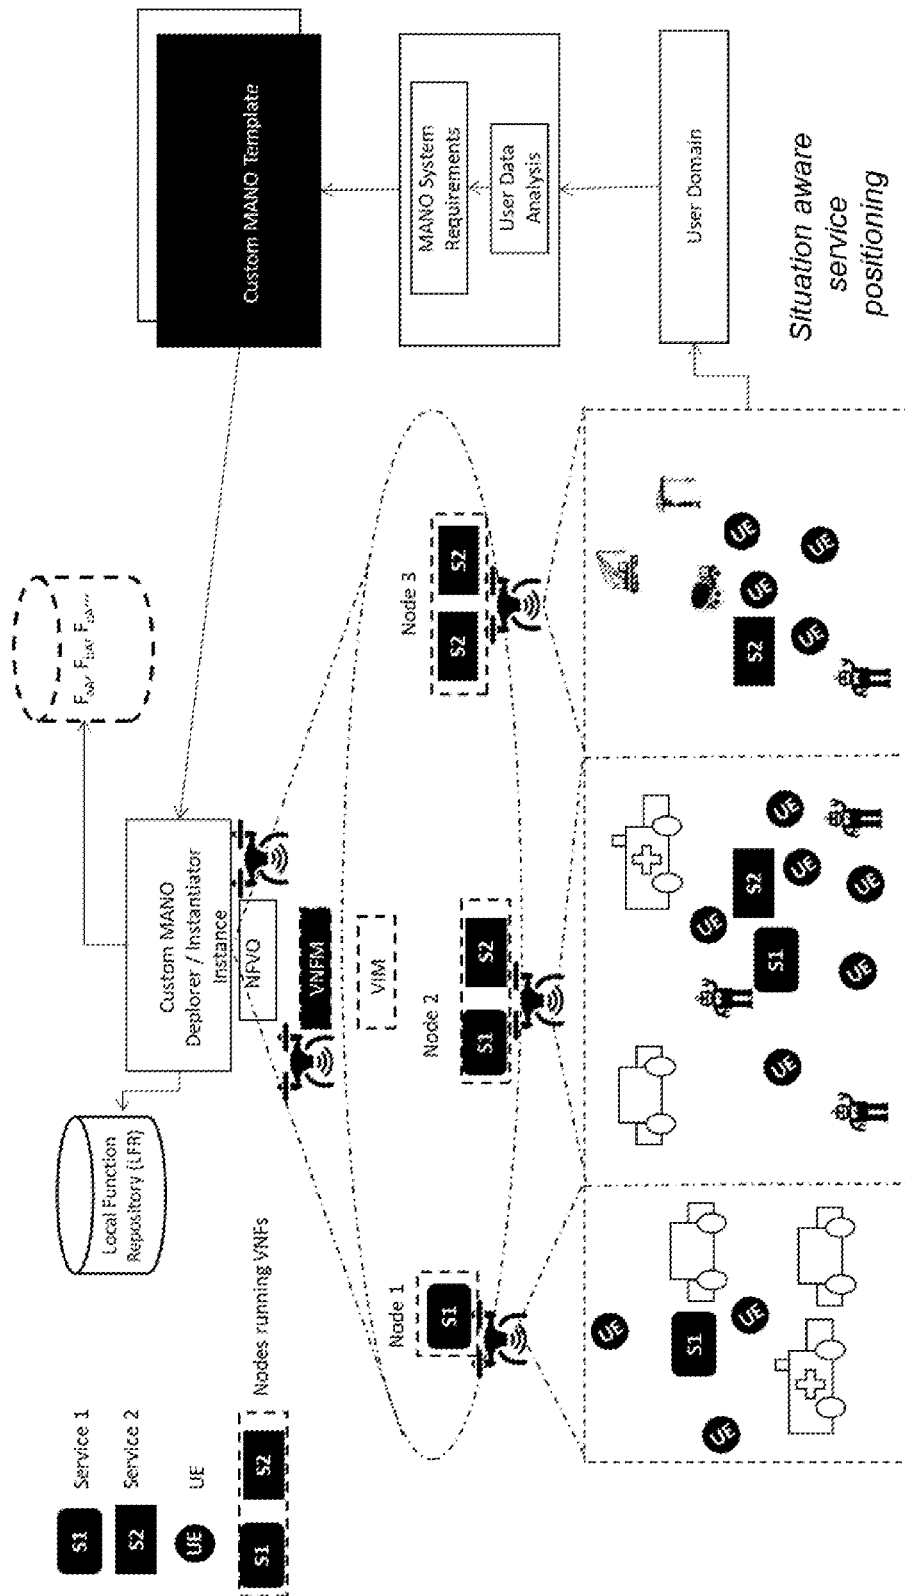 S1
Service 1
S2
Service 2
UE
UE
S1
S2
Nodes running VNFs
Local Function
Repository (LFR)
Custom MANO
Deplorer / Instantiator
Instance
NFVO
VNFM
VIM
Custom MANO Template
MANO System
Requirements
User Data
Analysis
User Domain
Situation aware
service
positioning
Node 1
S1
Node 2
S1
S2
Node 3
S2
S2
UE
UE
S1
UE
UE
UE
S1
UE
S2
UE
UE
UE
S2
UE
UE
UE
UE